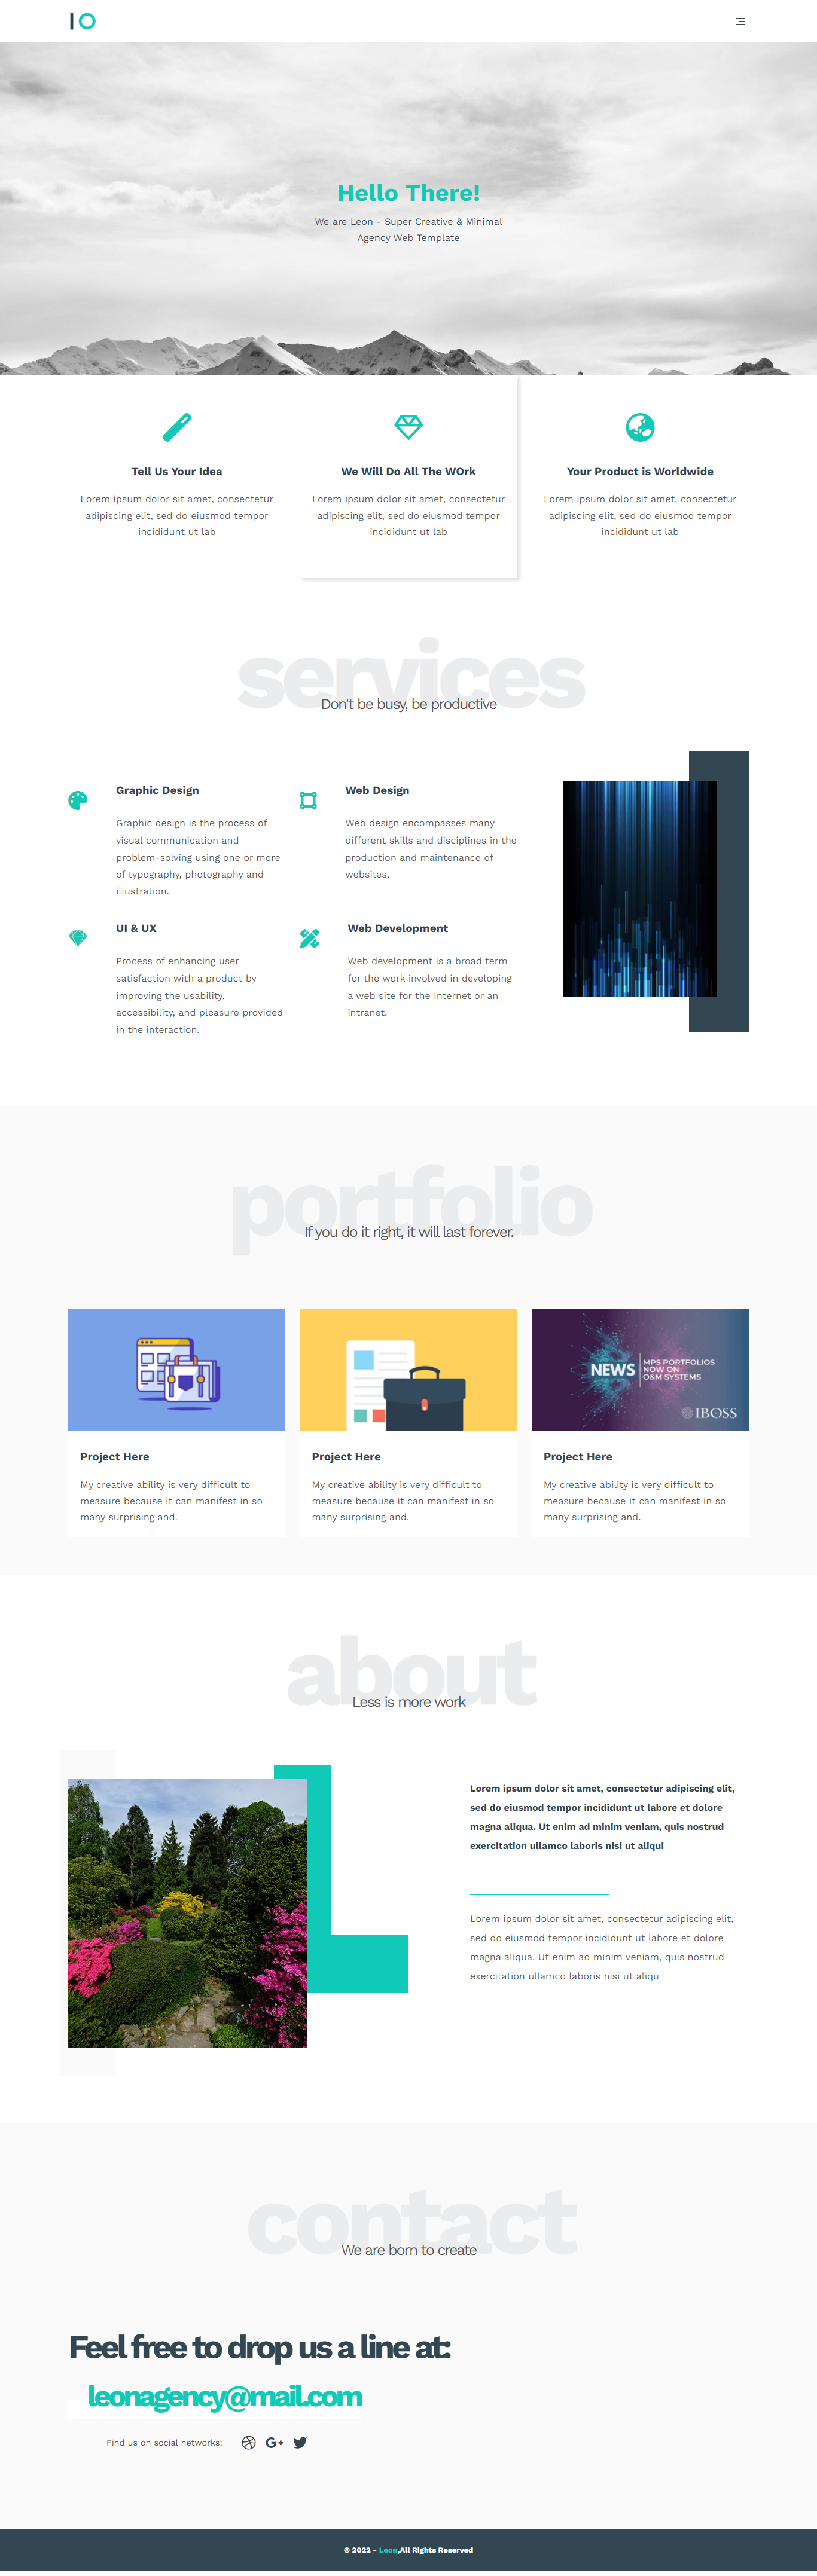 IO
Hello There!
We are Leon - Super Creative & Minimal
Agency Web Template
Tell Us Your Idea
Lorem ipsum dolor sit amet, consectetur
adipiscing elit, sed do eiusmod tempor
incididunt ut lab
We Will Do All The WOrk
Lorem ipsum dolor sit amet, consectetur
adipiscing elit, sed do eiusmod tempor
incididunt ut lab
Your Product is Worldwide
Lorem ipsum dolor sit amet, consectetur
adipiscing elit, sed do eiusmod tempor
incididunt ut lab
services
Don't be busy, be productive
Graphic Design
Graphic design is the process of
visual communication and
problem-solving using one or more
of typography, photography and
illustration.
Web Design
Web design encompasses many
different skills and disciplines in the
production and maintenance of
websites.
UI & UX
Process of enhancing user
satisfaction with a product by
improving the usability,
accessibility, and pleasure provided
in the interaction.
Web Development
Web development is a broad term
for the work involved in developing
a web site for the Internet or an
intranet.
portfolio
If you do it right, it will last forever.
Project Here
My creative ability is very difficult to
measure because it can manifest in so
many surprising and.
Project Here
My creative ability is very difficult to
measure because it can manifest in so
many surprising and.
NEWS
MPS PORTFOLIOS
NOW ON
O&M SYSTEMS
IBOSS
Project Here
My creative ability is very difficult to
measure because it can manifest in so
many surprising and.
about
Less is more work
Lorem ipsum dolor sit amet, consectetur adipiscing elit,
sed do eiusmod tempor incididunt ut labore et dolore
magna aliqua. Ut enim ad minim veniam, quis nostrud
exercitation ullamco laboris nisi ut aliqui
Lorem ipsum dolor sit amet, consectetur adipiscing elit,
sed do eiusmod tempor incididunt ut labore et dolore
magna aliqua. Ut enim ad minim veniam, quis nostrud
exercitation ullamco laboris nisi ut aliqu
contact
We are born to create
Feel free to drop us a line at:
leonagency@mail.com
Find us on social networks:
G+
© 2022 - Leon,All Rights Reserved